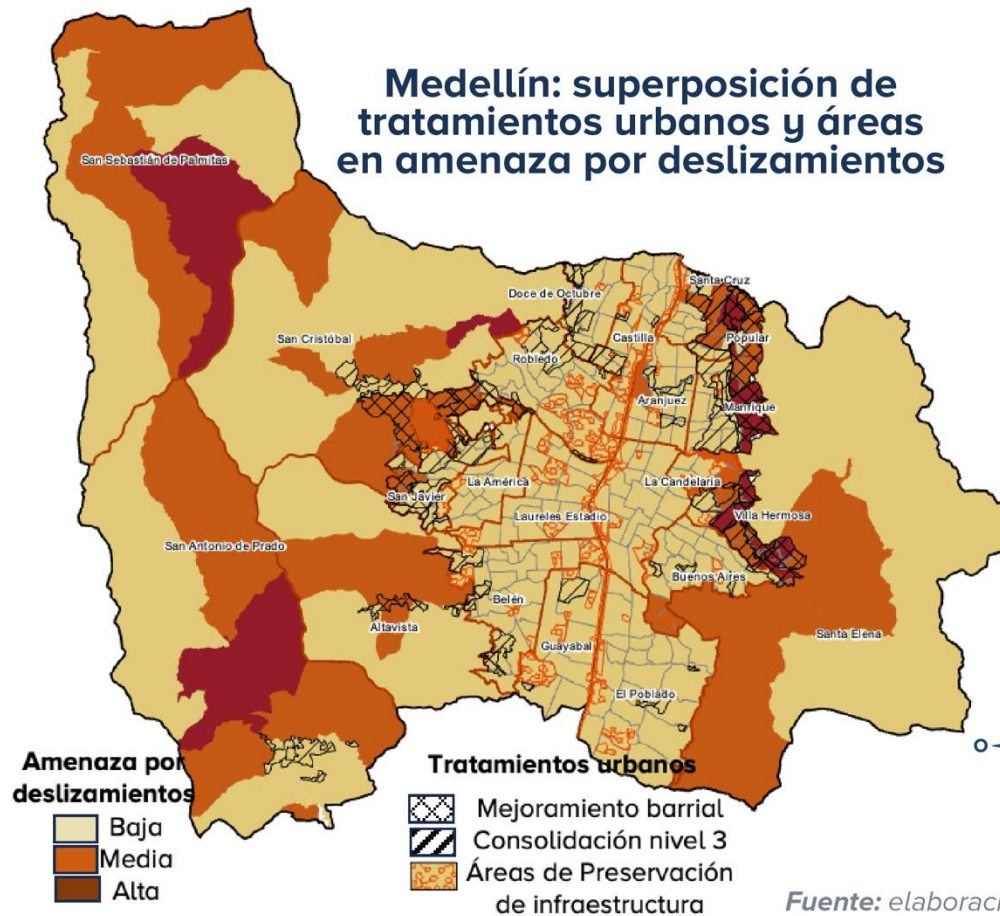 Medellín: superposición de
tratamientos urbanos y áreas
en amenaza por deslizamientos
San Sebastián de Palmitas
Santa Cruz
Doce de Octubre
San Cristóbal
Castilla
Popular
Robledo
Aranjuez
Manrique
La América
La Candelaria
San Javier
Laureles Estadio
Villa Hermosa
San Antonio de Prado
Buenos Aires
Belén
Altavista
Santa Elena
Guayabal
El Poblado
Amenaza por
deslizamientos
Baja
Media
Alta
Tratamientos urbanos
Mejoramiento barrial
Consolidación nivel 3
Áreas de Preservación
de infraestructura
Fuente: elaboraci